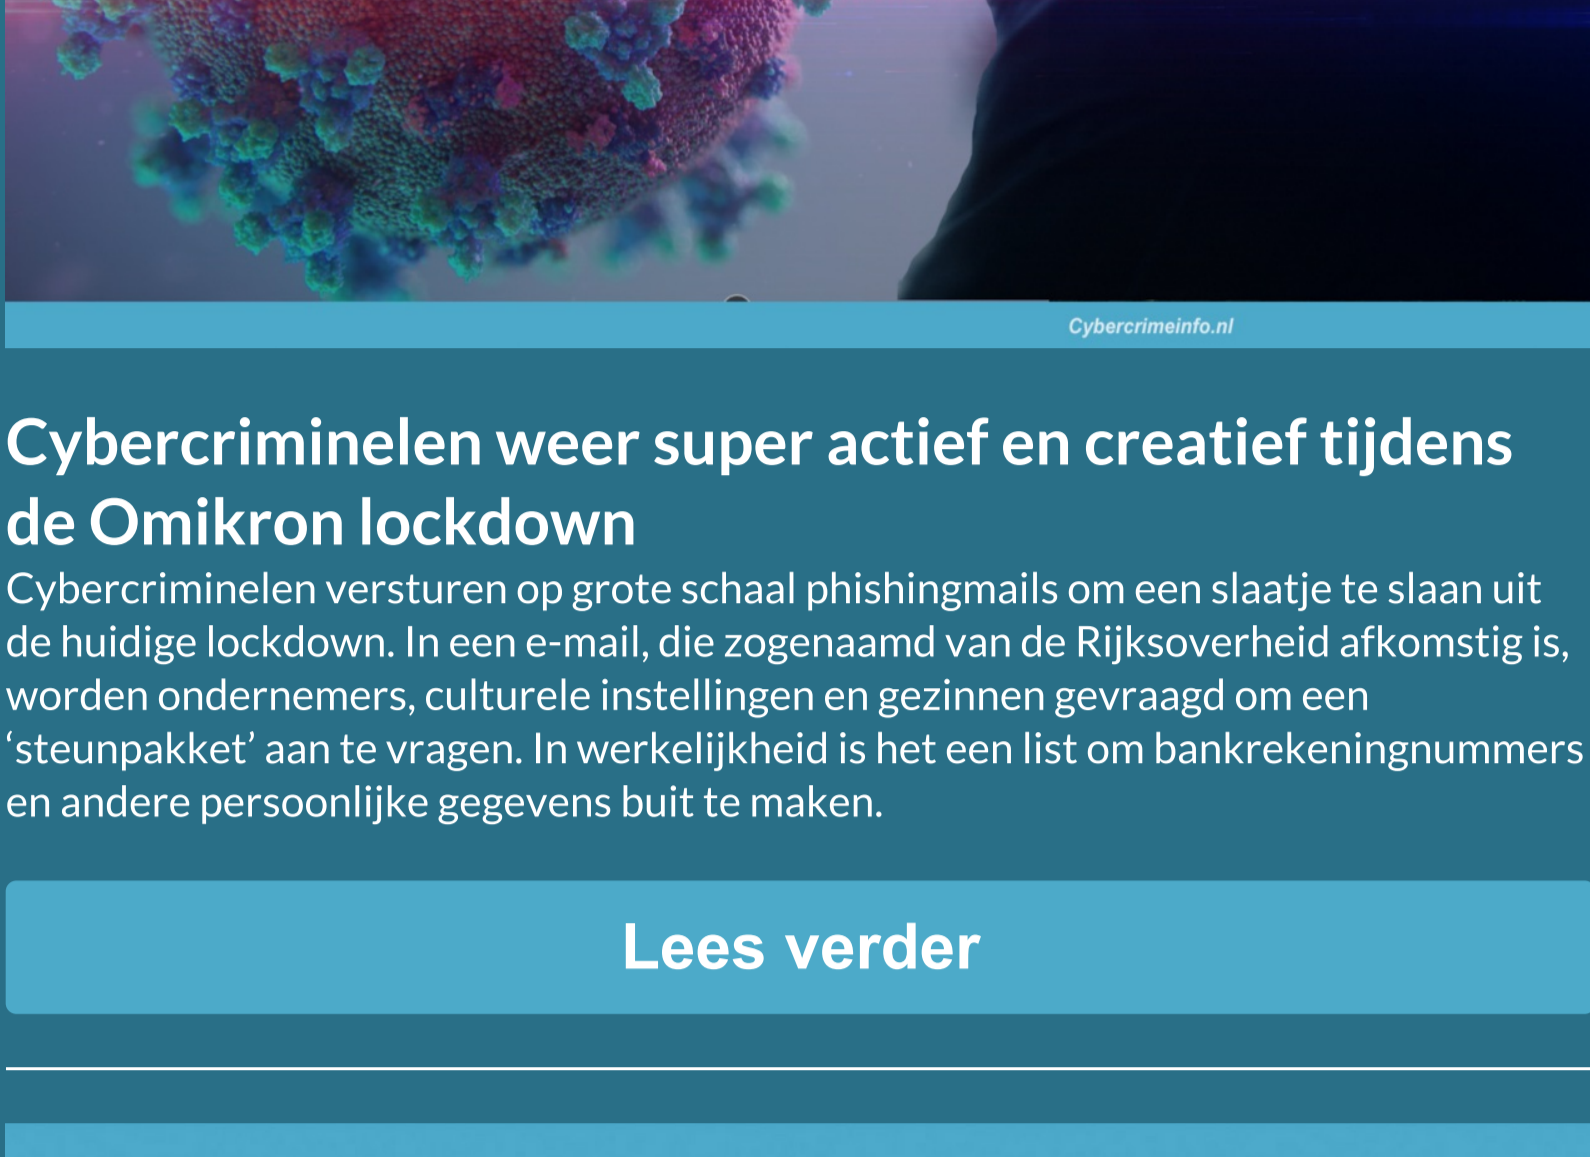 Cybercrimeinfo.nl
Cybercriminelen weer super actief en creatief tijdens
de Omikron lockdown
Cybercriminelen versturen op grote schaal phishingmails om een slaatje te slaan uit
de huidige lockdown. In een e-mail, die zogenaamd van de Rijksoverheid afkomstig is,
worden ondernemers, culturele instellingen en gezinnen gevraagd om een
‘steunpakket’ aan te vragen. In werkelijkheid is het een list om bankrekeningnummers
en andere persoonlijke gegevens buit te maken.
Lees verder